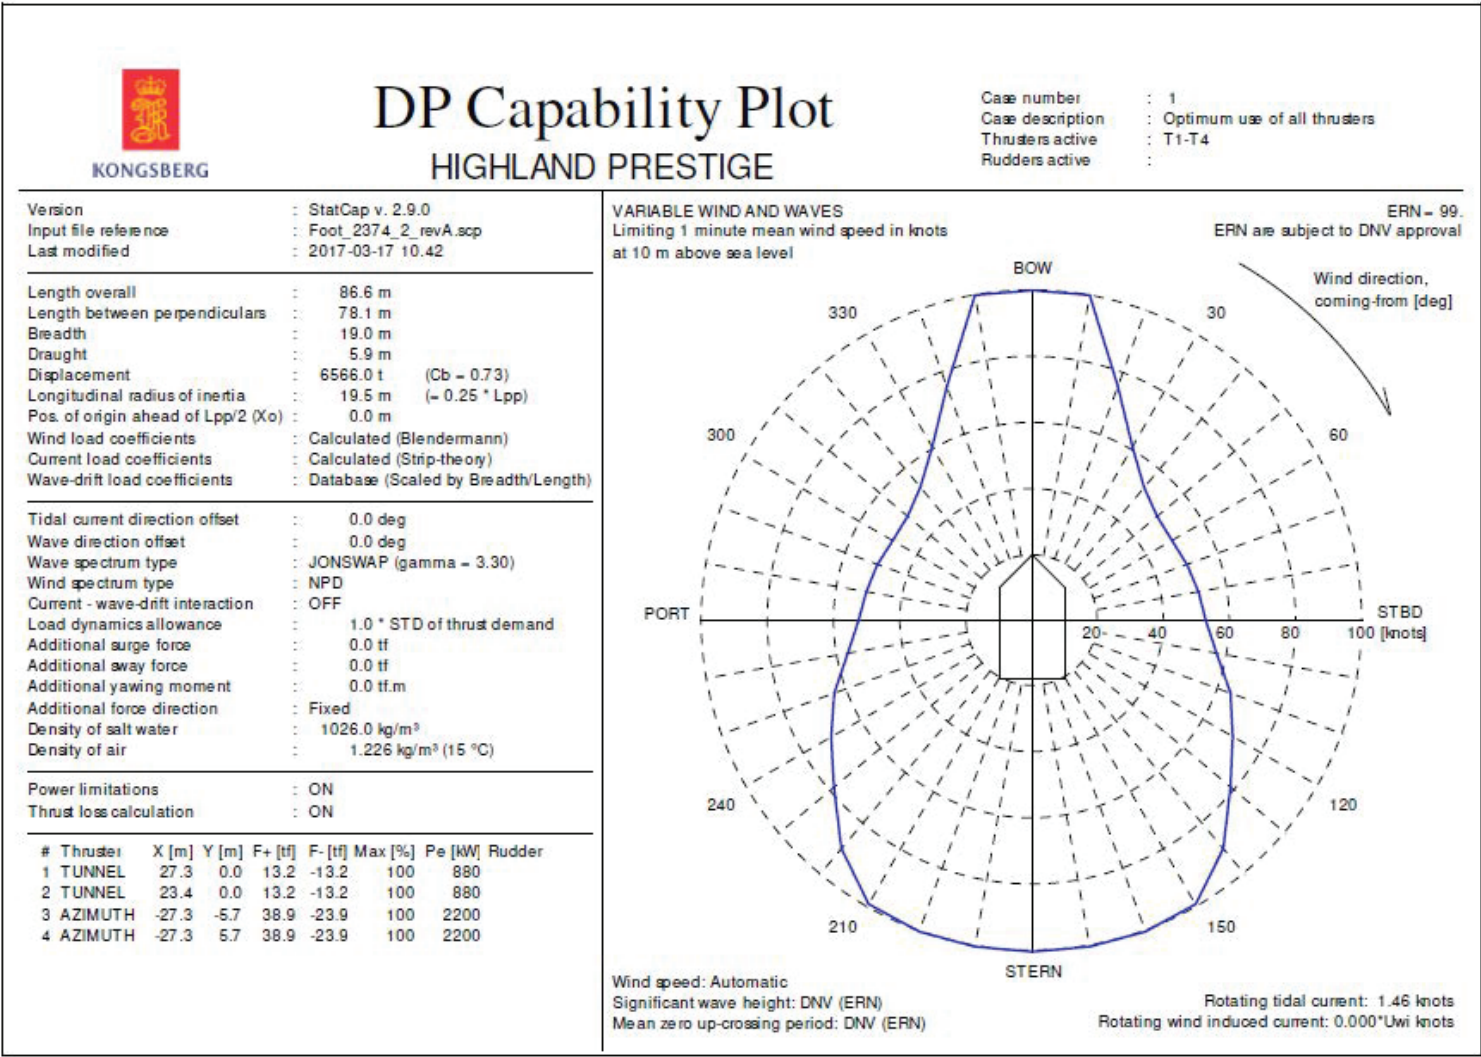 KONGSBERG
DP Capability Plot
HIGHLAND PRESTIGE
Case number : 1
Case description : Optimum use of all thrusters
Thrusters active : T1-T4
Rudders active :
Version : StatCap v. 2.9.0
Input file reference : Foot_2374_2_revA.scp
Last modified : 2017-03-17 10.42
Length overall : 86.6 m
Length between perpendiculars : 78.1 m
Breadth : 19.0 m
Draught : 5.9 m
Displacement : 6566.0 t (Cb = 0.73)
Longitudinal radius of inertia : 19.5 m (= 0.25 * Lpp)
Pos. of origin ahead of Lpp/2 (Xo) : 0.0 m
Wind load coefficients : Calculated (Blendermann)
Current load coefficients : Calculated (Strip-theory)
Wave-drift load coefficients : Database (Scaled by Breadth/Length)
Tidal current direction offset : 0.0 deg
Wave direction offset : 0.0 deg
Wave spectrum type : JONSWAP (gamma = 3.30)
Wind spectrum type : NPD
Current - wave-drift interaction : OFF
Load dynamics allowance : 1.0 * STD of thrust demand
Additional surge force : 0.0 tf
Additional sway force : 0.0 tf
Additional yawing moment : 0.0 tf.m
Additional force direction : Fixed
Density of salt water : 1026.0 kg/m³
Density of air : 1.226 kg/m³ (15 ºC)
Power limitations : ON
Thrust loss calculation : ON
# Thruster X [m] Y [m] F+ [tf] F- [tf] Max [%] Pe [kW] Rudder
1 TUNNEL 27.3 0.0 13.2 -13.2 100 880
2 TUNNEL 23.4 0.0 13.2 -13.2 100 880
3 AZIMUTH -27.3 -5.7 38.9 -23.9 100 2200
4 AZIMUTH -27.3 5.7 38.9 -23.9 100 2200
VARIABLE WIND AND WAVES
Limiting 1 minute mean wind speed in knots
at 10 m above sea level
ERN = 99.
ERN are subject to DNV approval
Wind direction,
coming-from [deg]
BOW
330
30
300
60
PORT
STBD
20 40 60 80 100 [knots]
240
120
210
150
STERN
Wind speed: Automatic
Significant wave height: DNV (ERN)
Mean zero up-crossing period: DNV (ERN)
Rotating tidal current: 1.46 knots
Rotating wind induced current: 0.000*Uwi knots